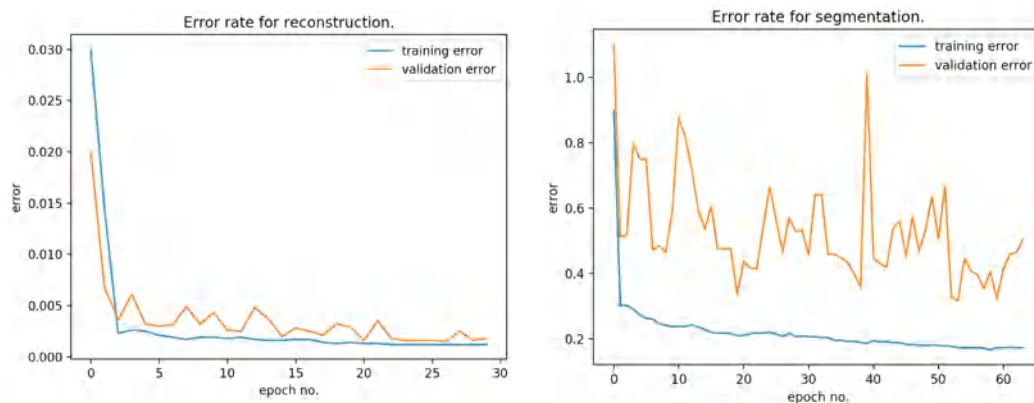 Error rate for reconstruction.
training error
validation error
0.030
0.025
0.020
0.015
0.010
0.005
0.000
error
0
5
10
15
20
25
30
epoch no.
Error rate for segmentation.
training error
validation error
1.0
0.8
0.6
0.4
0.2
error
0
10
20
30
40
50
60
epoch no.